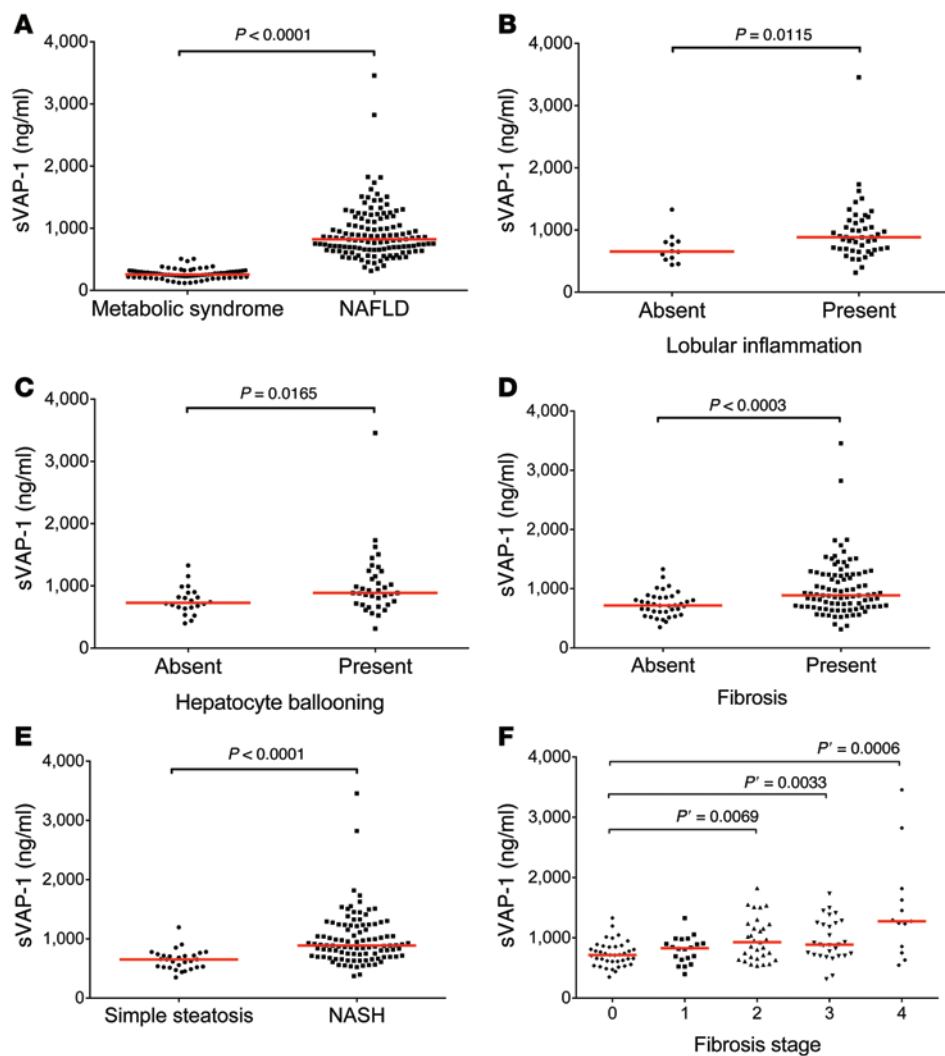 A
P < 0.0001
sVAP-1 (ng/ml)
4,000
3,000
2,000
1,000
0
Metabolic syndrome NAFLD
B
P = 0.0115
sVAP-1 (ng/ml)
4,000
3,000
2,000
1,000
0
Absent Present
Lobular inflammation
C
P = 0.0165
sVAP-1 (ng/ml)
4,000
3,000
2,000
1,000
0
Absent Present
Hepatocyte ballooning
D
P < 0.0003
sVAP-1 (ng/ml)
4,000
3,000
2,000
1,000
0
Absent Present
Fibrosis
E
P < 0.0001
sVAP-1 (ng/ml)
4,000
3,000
2,000
1,000
0
Simple steatosis NASH
F
P′ = 0.0006
P′ = 0.0033
P′ = 0.0069
sVAP-1 (ng/ml)
4,000
3,000
2,000
1,000
0
0 1 2 3 4
Fibrosis stage